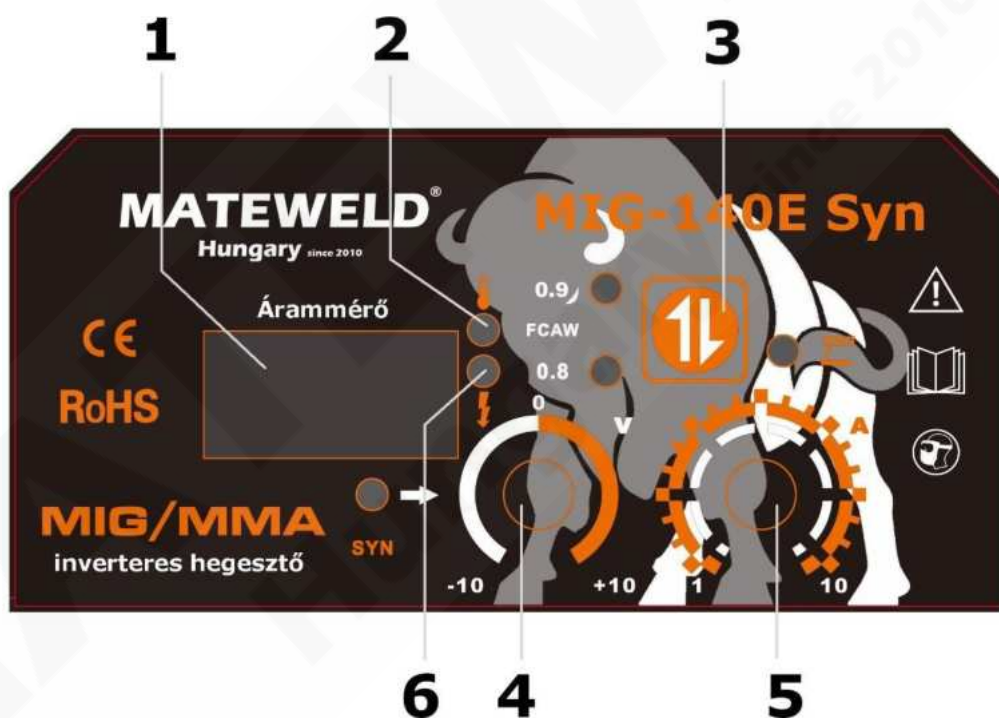 1 2 3
MATEWELD®
Hungary since 2010
MIG-140E Syn
Árammérő
0.9
FCAW
0.8
CE
RoHS
0
V
A
MIG/MMA
inverteres hegesztő
SYN
-10 +10
1 10
6 4 5